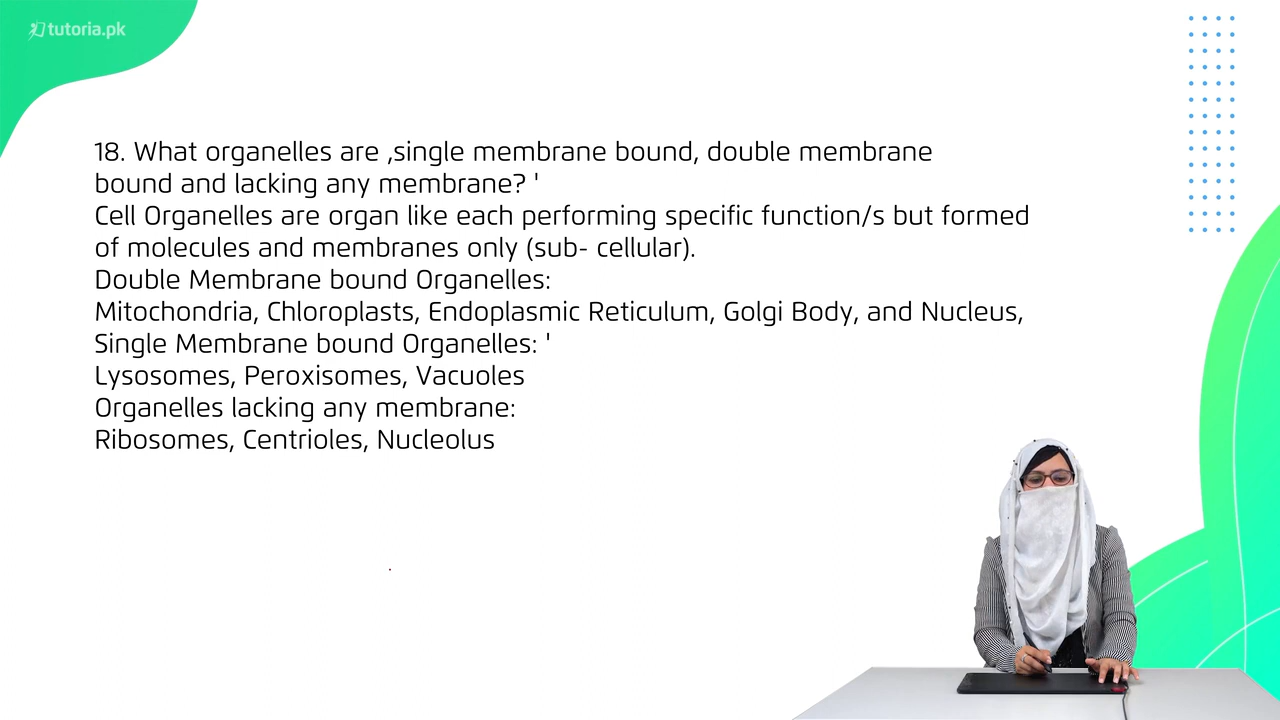 tutoria.pk
18. What organelles are ,single membrane bound, double membrane
bound and lacking any membrane? '
Cell Organelles are organ like each performing specific function/s but formed
of molecules and membranes only (sub- cellular).
Double Membrane bound Organelles:
Mitochondria, Chloroplasts, Endoplasmic Reticulum, Golgi Body, and Nucleus,
Single Membrane bound Organelles: '
Lysosomes, Peroxisomes, Vacuoles
Organelles lacking any membrane:
Ribosomes, Centrioles, Nucleolus